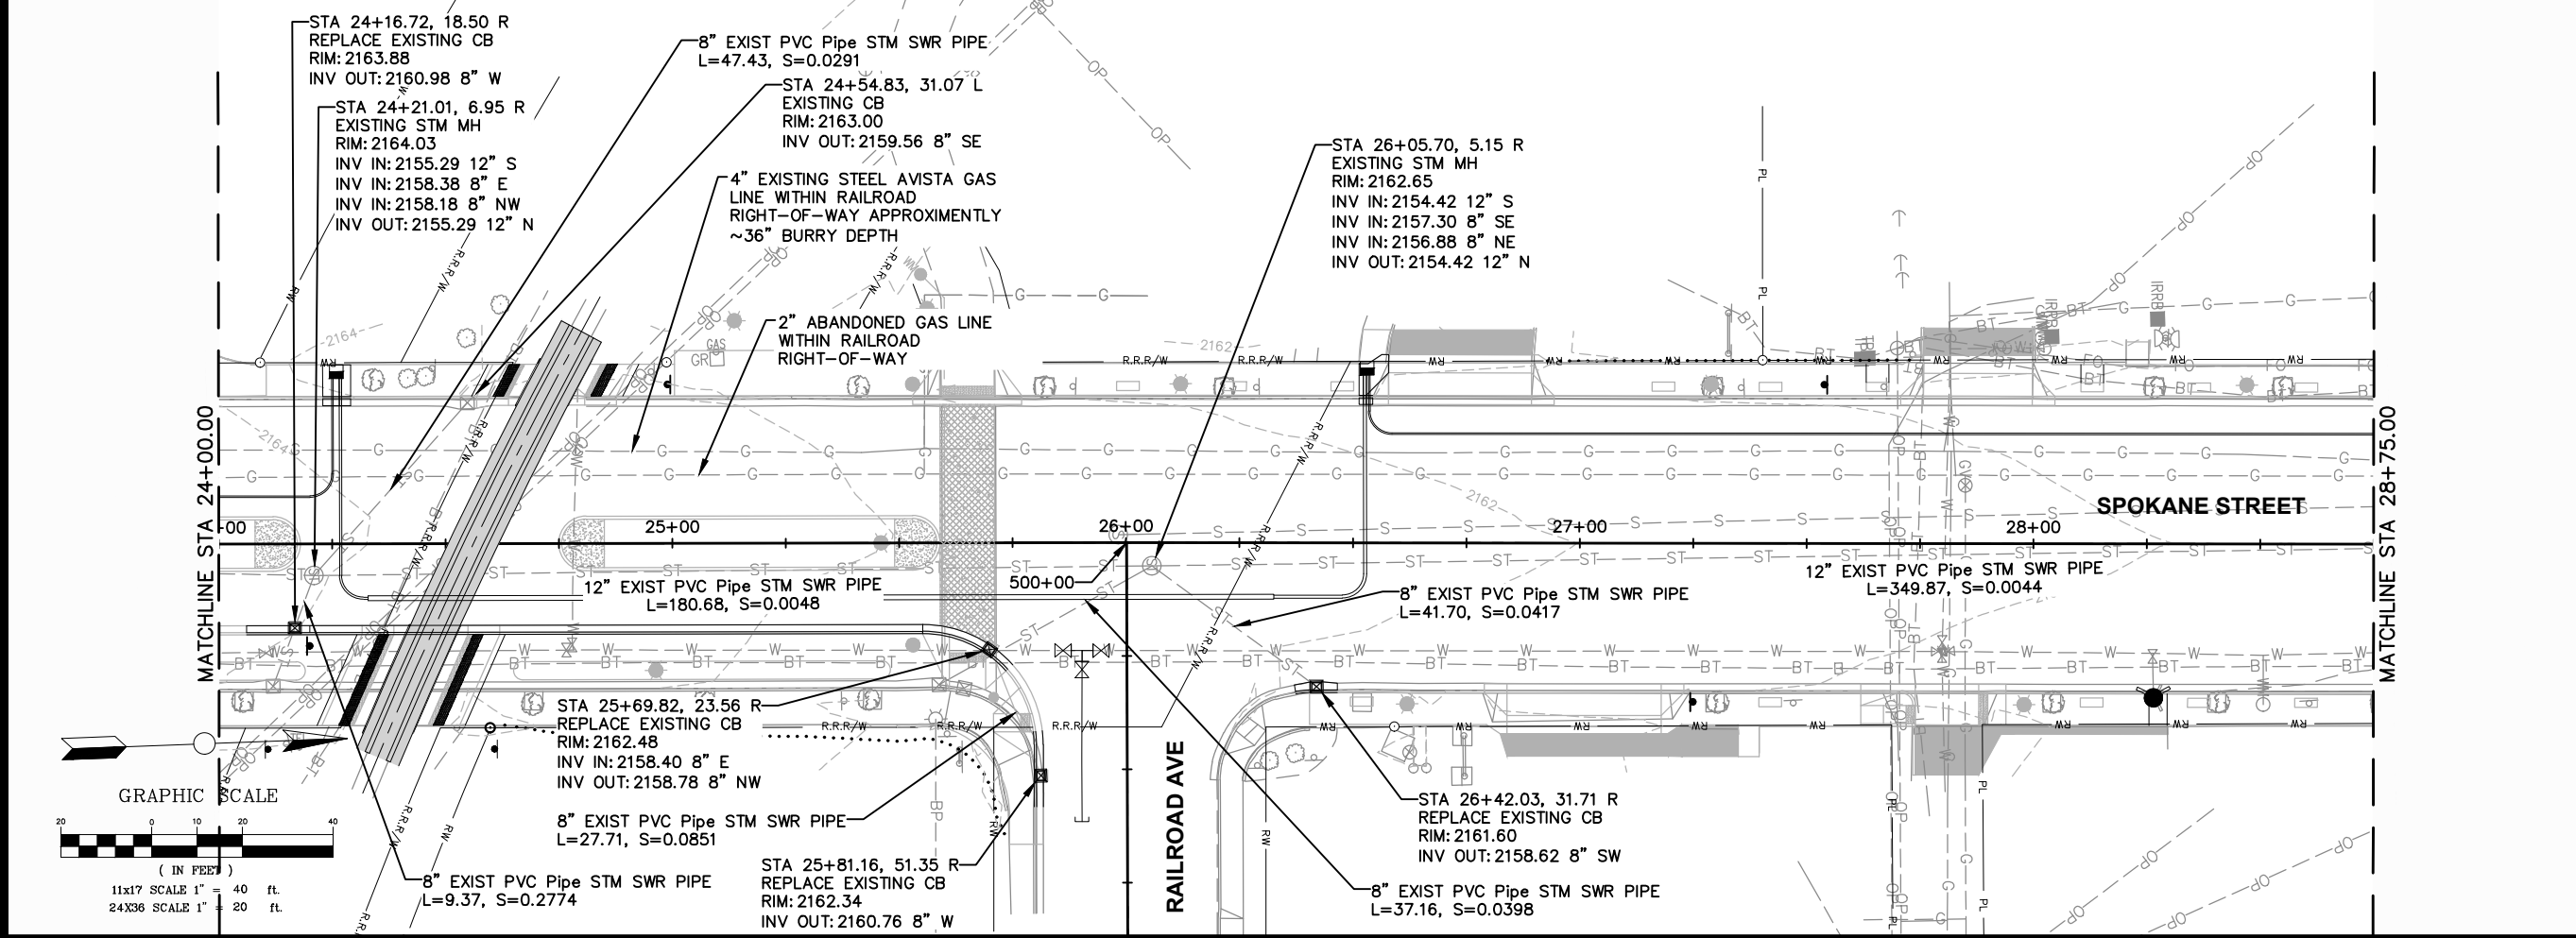 STA 24+16.72, 18.50 R
REPLACE EXISTING CB
RIM: 2163.88
INV OUT: 2160.98 8" W
STA 24+21.01, 6.95 R
EXISTING STM MH
RIM: 2164.03
INV IN: 2155.29 12" S
INV IN: 2158.38 8" E
INV IN: 2158.18 8" NW
INV OUT: 2155.29 12" N
8" EXIST PVC Pipe STM SWR PIPE
L=47.43, S=0.0291
STA 24+54.83, 31.07 L
EXISTING CB
RIM: 2163.00
INV OUT: 2159.56 8" SE
4" EXISTING STEEL AVISTA GAS
LINE WITHIN RAILROAD
RIGHT-OF-WAY APPROXIMENTLY
~36" BURRY DEPTH
2" ABANDONED GAS LINE
WITHIN RAILROAD
RIGHT-OF-WAY
STA 26+05.70, 5.15 R
EXISTING STM MH
RIM: 2162.65
INV IN: 2154.42 12" S
INV IN: 2157.30 8" SE
INV IN: 2156.88 8" NE
INV OUT: 2154.42 12" N
MATCHLINE STA 24+00.00
-00
25+00
26+00
27+00
28+00
SPOKANE STREET
MATCHLINE STA 28+75.00
500+00
2164
2164
2162
2162
GAS
12" EXIST PVC Pipe STM SWR PIPE
L=180.68, S=0.0048
8" EXIST PVC Pipe STM SWR PIPE
L=41.70, S=0.0417
12" EXIST PVC Pipe STM SWR PIPE
L=349.87, S=0.0044
STA 25+69.82, 23.56 R
REPLACE EXISTING CB
RIM: 2162.48
INV IN: 2158.40 8" E
INV OUT: 2158.78 8" NW
8" EXIST PVC Pipe STM SWR PIPE
L=27.71, S=0.0851
STA 25+81.16, 51.35 R
REPLACE EXISTING CB
RIM: 2162.34
INV OUT: 2160.76 8" W
8" EXIST PVC Pipe STM SWR PIPE
L=9.37, S=0.2774
RAILROAD AVE
STA 26+42.03, 31.71 R
REPLACE EXISTING CB
RIM: 2161.60
INV OUT: 2158.62 8" SW
8" EXIST PVC Pipe STM SWR PIPE
L=37.16, S=0.0398
GRAPHIC SCALE
20 0 10 20 40
( IN FEET )
11x17 SCALE 1" = 40 ft.
24X36 SCALE 1" = 20 ft.